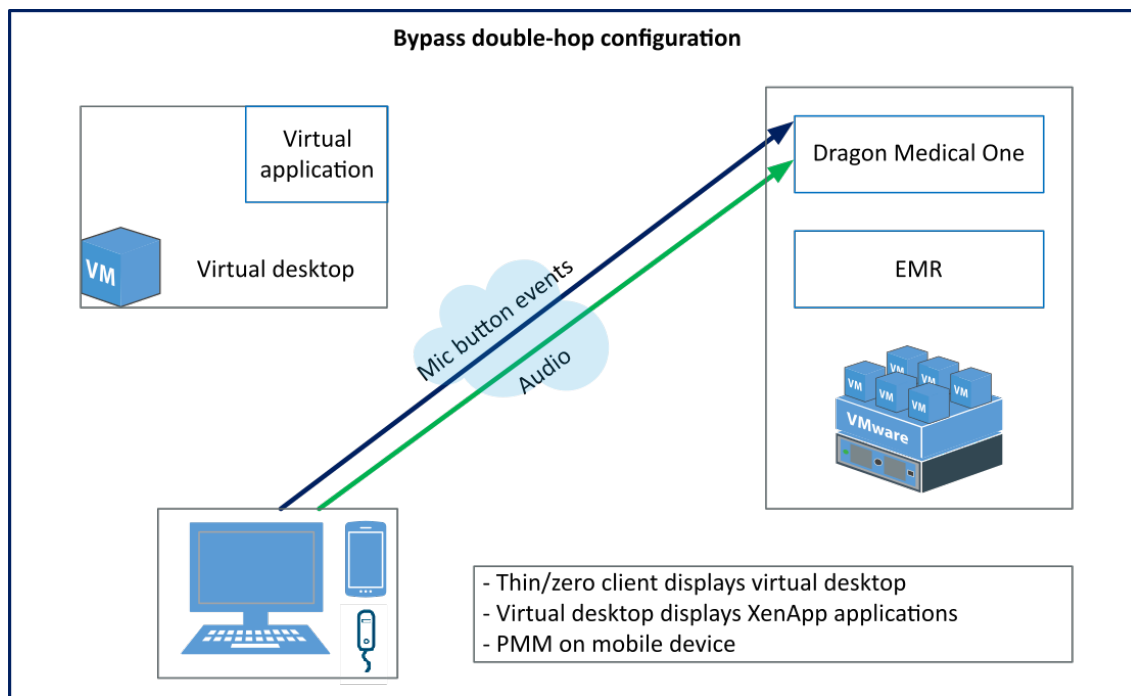 Bypass double-hop configuration
Virtual
application
VM
Virtual desktop
Mic button events
Audio
Dragon Medical One
EMR
VM
VM
VM
VM
VM
VM
VMware
- Thin/zero client displays virtual desktop
- Virtual desktop displays XenApp applications
- PMM on mobile device